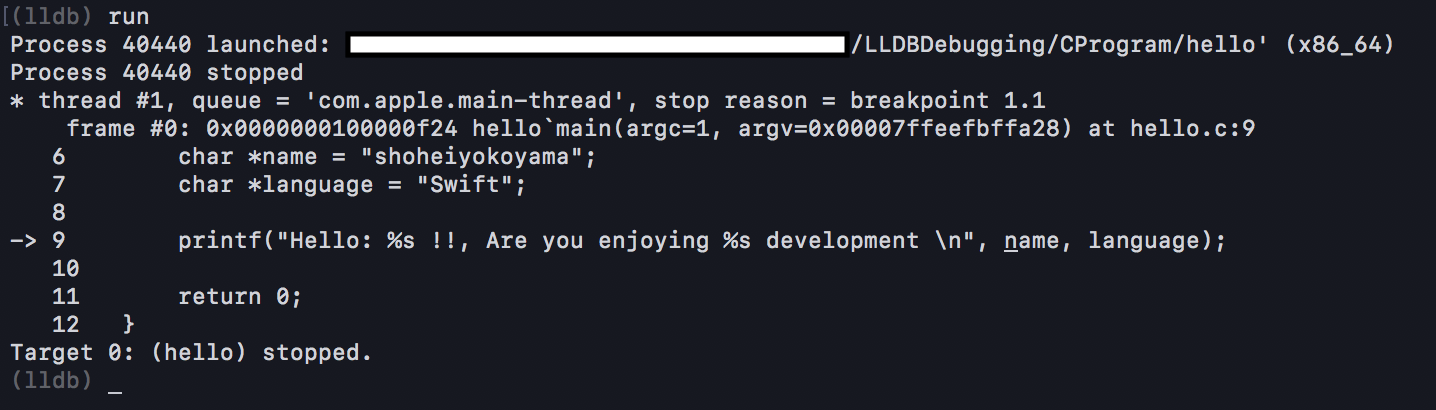 [(lldb) run
Process 40440 launched: /LLDBDebugging/CProgram/hello' (x86_64)
Process 40440 stopped
* thread #1, queue = 'com.apple.main-thread', stop reason = breakpoint 1.1
    frame #0: 0x0000000100000f24 hello`main(argc=1, argv=0x00007ffeefbffa28) at hello.c:9
   6        char *name = "shoheiyokoyama";
   7        char *language = "Swift";
   8
-> 9        printf("Hello: %s !!, Are you enjoying %s development \n", name, language);
   10
   11       return 0;
   12   }
Target 0: (hello) stopped.
(lldb) _